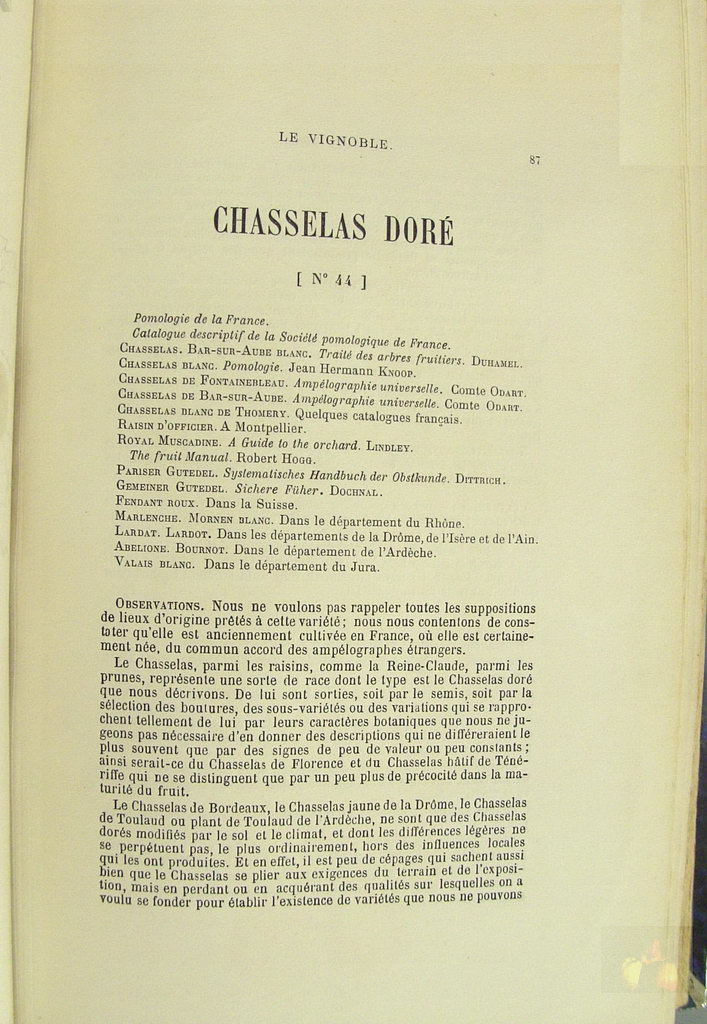 LE VIGNOBLE.
87
CHASSELAS DORÉ
[ N° 44 ]
Pomologie de la France.
Catalogue descriptif de la Société pomologique de France.
CHASSELAS. BAR-SUR-AUBE BLANC. Traité des arbres fruitiers. DUHAMEL.
CHASSELAS BLANC. Pomologie. Jean Hermann KNOOP.
CHASSELAS DE FONTAINEBLEAU. Ampélographie universelle. Comte ODART.
CHASSELAS DE BAR-SUR-AUBE. Ampélographie universelle. Comte ODART.
CHASSELAS BLANC DE THOMERY. Quelques catalogues français.
RAISIN D'OFFICIER. A Montpellier.
ROYAL MUSCADINE. A Guide to the orchard. LINDLEY.
The fruit Manual. Robert HOGG.
PARISER GUTEDEL. Systematisches Handbuch der Obstkunde. DITTRICH.
GEMEINER GUTEDEL. Sichere Füher. DOCHNAL.
FENDANT ROUX. Dans la Suisse.
MARLENCHE. MORNEN BLANC. Dans le département du Rhône.
LARDAT. LARDOT. Dans les départements de la Drôme, de l'Isère et de l'Ain.
ABELIONE. BOURNOT. Dans le département de l'Ardèche.
VALAIS BLANC. Dans le département du Jura.
OBSERVATIONS. Nous ne voulons pas rappeler toutes les suppositions
de lieux d'origine prêtés à cette variété; nous nous contentons de cons-
tater qu'elle est anciennement cultivée en France, où elle est certaine-
ment née, du commun accord des ampélographes étrangers.
Le Chasselas, parmi les raisins, comme la Reine-Claude, parmi les
prunes, représente une sorte de race dont le type est le Chasselas doré
que nous décrivons. De lui sont sorties, soit par le semis, soit par la
sélection des boutures, des sous-variétés ou des variations qui se rappro-
chent tellement de lui par leurs caractères botaniques que nous ne ju-
geons pas nécessaire d'en donner des descriptions qui ne différeraient le
plus souvent que par des signes de peu de valeur ou peu constants;
ainsi serait-ce du Chasselas de Florence et du Chasselas hâtif de Téné-
riffe qui ne se distinguent que par un peu plus de précocité dans la ma-
turité du fruit.
Le Chasselas de Bordeaux, le Chasselas jaune de la Drôme, le Chasselas
de Toulaud ou plant de Toulaud de l'Ardèche, ne sont que des Chasselas
dorés modifiés par le sol et le climat, et dont les différences légères ne
se perpétuent pas, le plus ordinairement, hors des influences locales
qui les ont produites. Et en effet, il est peu de cépages qui sachent aussi
bien que le Chasselas se plier aux exigences du terrain et de l'exposi-
tion, mais en perdant ou en acquérant des qualités sur lesquelles on a
voulu se fonder pour établir l'existence de variétés que nous ne pouvons